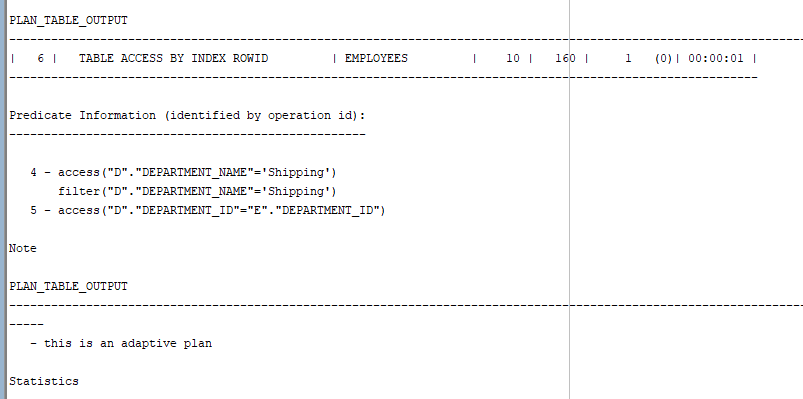 PLAN_TABLE_OUTPUT
--------------------------------------------------------------------------------------------------------------------
|   6 |   TABLE ACCESS BY INDEX ROWID         | EMPLOYEES         |    10 |   160 |     1   (0)| 00:00:01 |
-----------------------------------------------------------------------------------------------------------
Predicate Information (identified by operation id):
---------------------------------------------------
   4 - access("D"."DEPARTMENT_NAME"='Shipping')
       filter("D"."DEPARTMENT_NAME"='Shipping')
   5 - access("D"."DEPARTMENT_ID"="E"."DEPARTMENT_ID")
Note
PLAN_TABLE_OUTPUT
--------------------------------------------------------------------------------------------------------------------
-----
   - this is an adaptive plan
Statistics